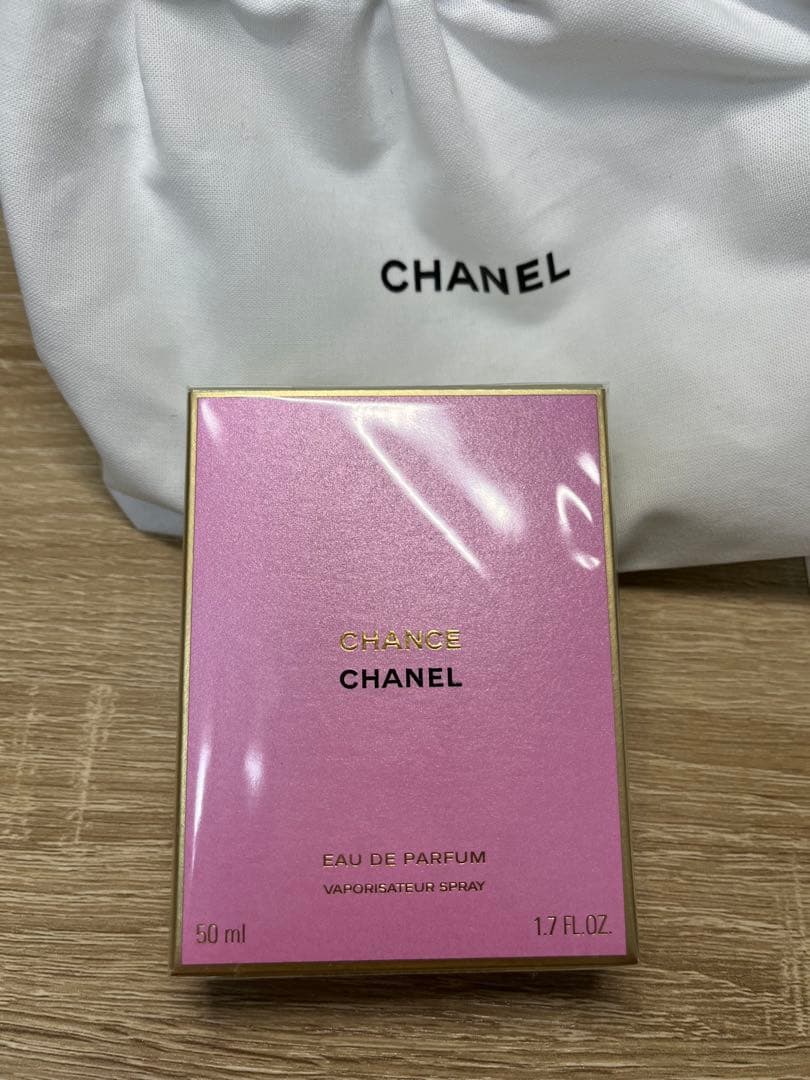 CHANEL
CHANCE
CHANEL
EAU DE PARFUM
VAPORISATEUR SPRAY
50 ml
1.7 FL.OZ.